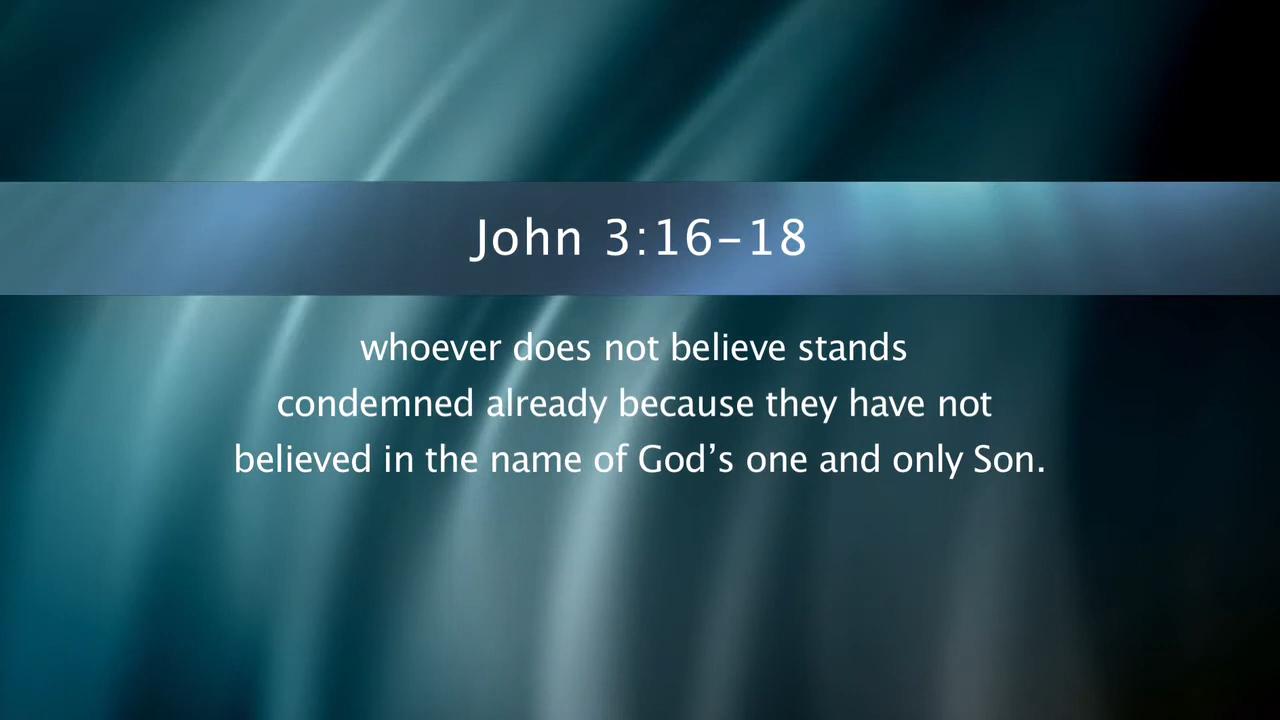 John 3:16–18
whoever does not believe stands
condemned already because they have not
believed in the name of God’s one and only Son.